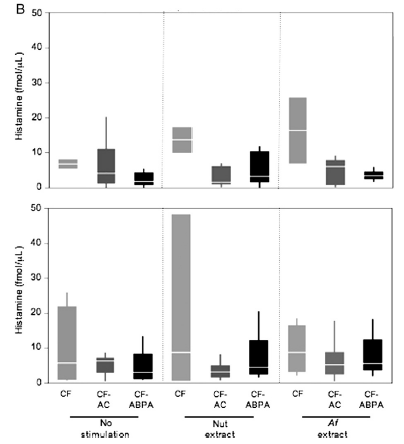 B
Histamine (fmol/µL)
50
40
30
20
10
0
Histamine (fmol/µL)
50
40
30
20
10
0
CF CF-AC CF-ABPA CF CF-AC CF-ABPA CF CF-AC CF-ABPA
No stimulation
Nut extract
Af extract